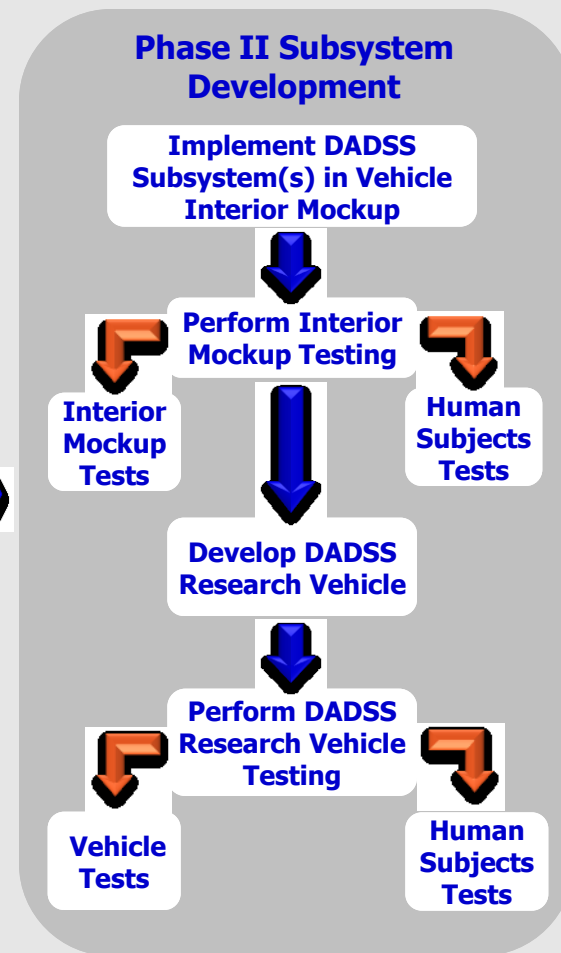 Phase II Subsystem
Development
Implement DADSS
Subsystem(s) in Vehicle
Interior Mockup
Perform Interior
Mockup Testing
Interior
Mockup
Tests
Human
Subjects
Tests
Develop DADSS
Research Vehicle
Perform DADSS
Research Vehicle
Testing
Vehicle
Tests
Human
Subjects
Tests